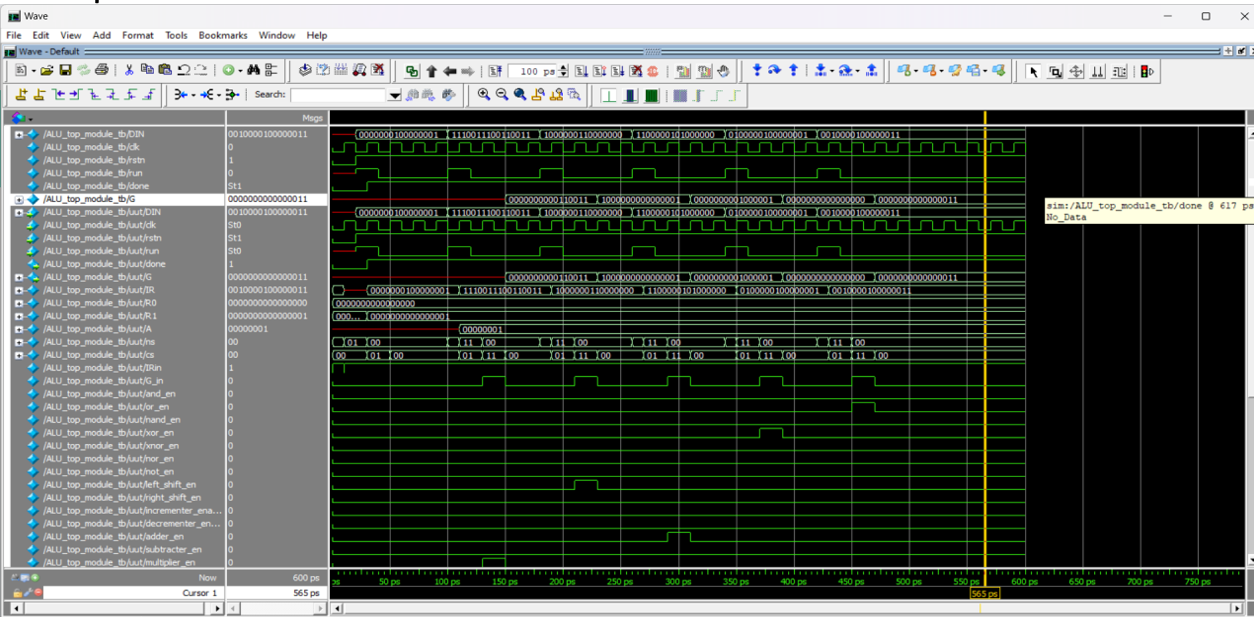 Wave
File Edit View Add Format Tools Bookmarks Window Help
Wave - Default
100 ps
Search:
Msgs
/ALU_top_module_tb/DIN 0010000100000011 0000000100000001 1110011100110011 1000000110000000 1100000101000000 0100000100000001 0010000100000011
/ALU_top_module_tb/clk 0
/ALU_top_module_tb/rstn 1
/ALU_top_module_tb/run 0
/ALU_top_module_tb/done St1
/ALU_top_module_tb/G 0000000000000011 0000000000110011 1000000000000001 0000000001000001 0000000000000000 0000000000000011
/ALU_top_module_tb/uut/DIN 0010000100000011 0000000100000001 1110011100110011 1000000110000000 1100000101000000 0100000100000001 0010000100000011
/ALU_top_module_tb/uut/clk St0
/ALU_top_module_tb/uut/rstn St1
/ALU_top_module_tb/uut/run St0
/ALU_top_module_tb/uut/done 1
/ALU_top_module_tb/uut/G 0000000000000011 0000000000110011 1000000000000001 0000000001000001 0000000000000000 0000000000000011
/ALU_top_module_tb/uut/IR 0010000100000011 0000000100000001 1110011100110011 1000000110000000 1100000101000000 0100000100000001 0010000100000011
/ALU_top_module_tb/uut/R0 0000000000000000 0000000000000000
/ALU_top_module_tb/uut/R1 0000000000000001 000... 0000000000000001
/ALU_top_module_tb/uut/A 00000001 00000001
/ALU_top_module_tb/uut/ns 00 01 00 11 00 11 00 11 00 11 00 11 00
/ALU_top_module_tb/uut/cs 00 00 01 00 01 11 00 01 11 00 01 11 00 01 11 00 01 11 00
/ALU_top_module_tb/uut/IRin 1
/ALU_top_module_tb/uut/G_in 0
/ALU_top_module_tb/uut/and_en 0
/ALU_top_module_tb/uut/or_en 0
/ALU_top_module_tb/uut/nand_en 0
/ALU_top_module_tb/uut/xor_en 0
/ALU_top_module_tb/uut/xnor_en 0
/ALU_top_module_tb/uut/nor_en 0
/ALU_top_module_tb/uut/not_en 0
/ALU_top_module_tb/uut/left_shift_en 0
/ALU_top_module_tb/uut/right_shift_en 0
/ALU_top_module_tb/uut/incrementer_ena... 0
/ALU_top_module_tb/uut/decrementer_en... 0
/ALU_top_module_tb/uut/adder_en 0
/ALU_top_module_tb/uut/subtracter_en 0
/ALU_top_module_tb/uut/multiplier_en 0
sim:/ALU_top_module_tb/done @ 617 ps
No_Data
Now 600 ps ps 50 ps 100 ps 150 ps 200 ps 250 ps 300 ps 350 ps 400 ps 450 ps 500 ps 550 ps 600 ps 650 ps 700 ps 750 ps
Cursor 1 565 ps 565 ps